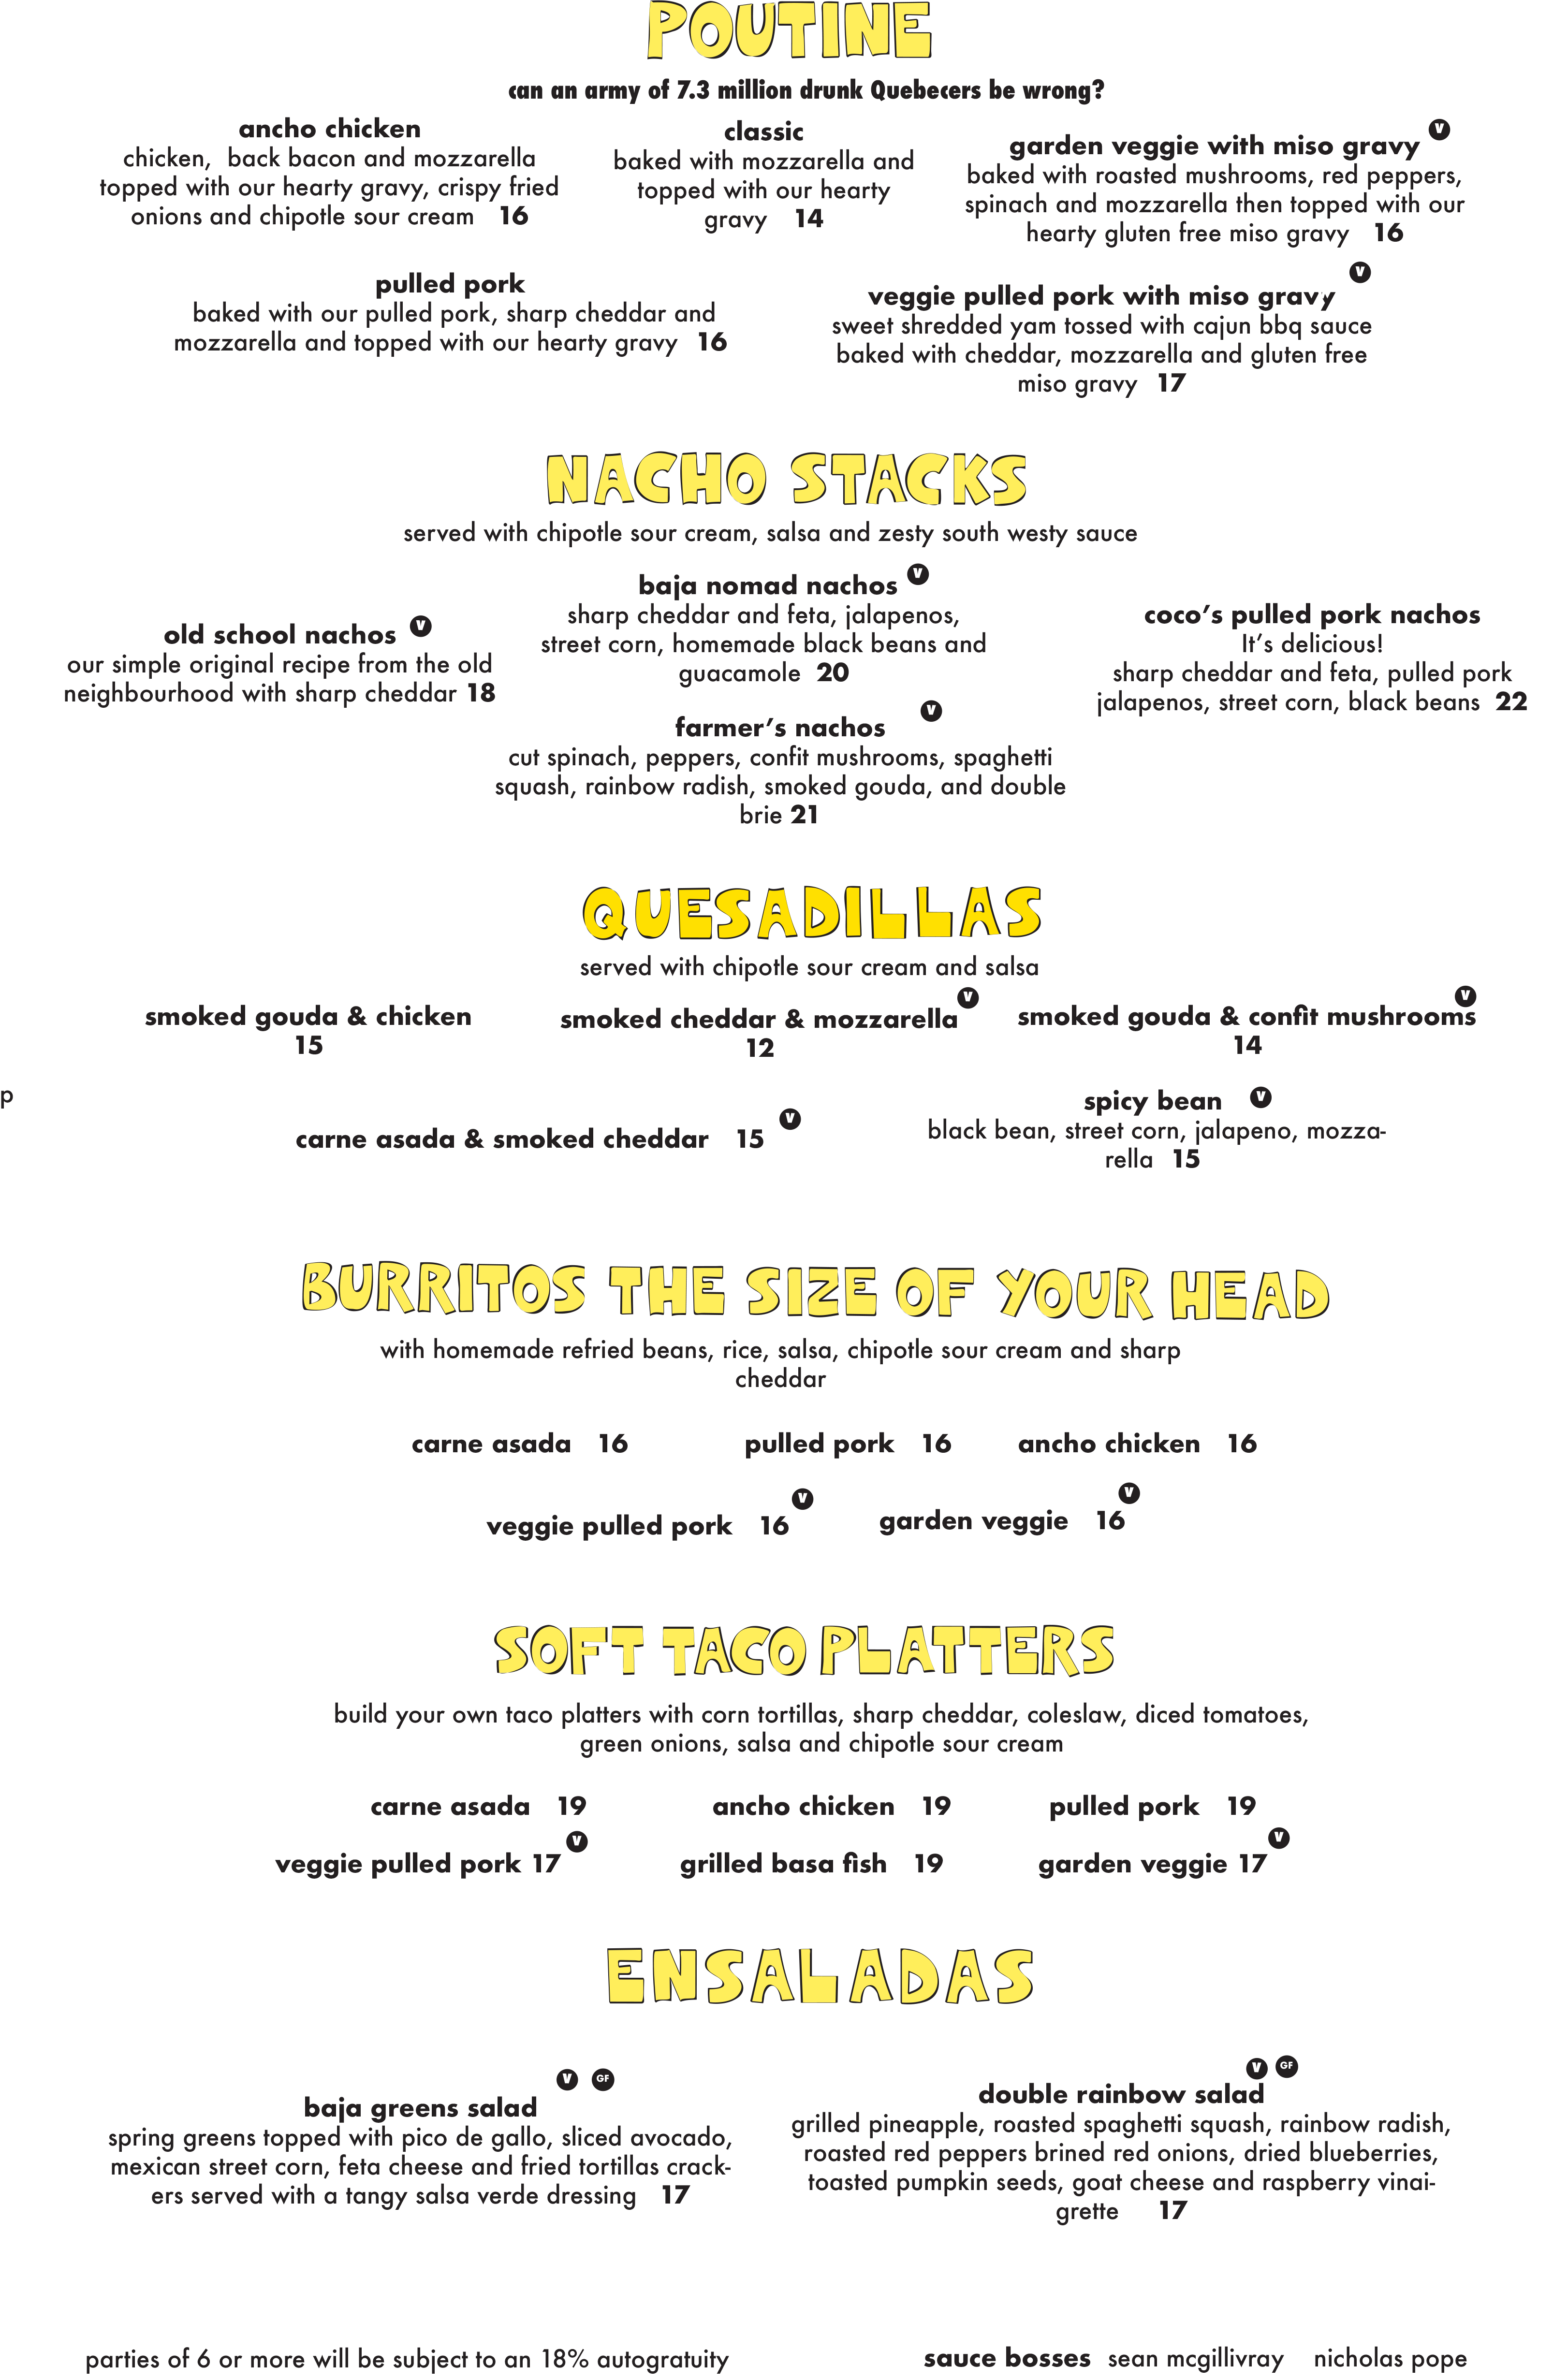 POUTINE
can an army of 7.3 million drunk Quebecers be wrong?
ancho chicken
chicken, back bacon and mozzarella
topped with our hearty gravy, crispy fried
onions and chipotle sour cream 16
classic
baked with mozzarella and
topped with our hearty
gravy 14
V
garden veggie with miso gravy
baked with roasted mushrooms, red peppers,
spinach and mozzarella then topped with our
hearty gluten free miso gravy 16
pulled pork
baked with our pulled pork, sharp cheddar and
mozzarella and topped with our hearty gravy 16
V
veggie pulled pork with miso gravy
sweet shredded yam tossed with cajun bbq sauce
baked with cheddar, mozzarella and gluten free
miso gravy 17
NACHO STACKS
served with chipotle sour cream, salsa and zesty south westy sauce
old school nachos V
our simple original recipe from the old
neighbourhood with sharp cheddar 18
baja nomad nachos V
sharp cheddar and feta, jalapenos,
street corn, homemade black beans and
guacamole 20
coco's pulled pork nachos
It's delicious!
sharp cheddar and feta, pulled pork
jalapenos, street corn, black beans 22
farmer's nachos V
cut spinach, peppers, confit mushrooms, spaghetti
squash, rainbow radish, smoked gouda, and double
brie 21
QUESADILLAS
served with chipotle sour cream and salsa
smoked gouda & chicken
15
smoked cheddar & mozzarella V
12
smoked gouda & confit mushrooms V
14
p
carne asada & smoked cheddar 15 V
spicy bean V
black bean, street corn, jalapeno, mozza-
rella 15
BURRITOS THE SIZE OF YOUR HEAD
with homemade refried beans, rice, salsa, chipotle sour cream and sharp
cheddar
carne asada 16
pulled pork 16
ancho chicken 16
veggie pulled pork 16 V
garden veggie 16 V
SOFT TACO PLATTERS
build your own taco platters with corn tortillas, sharp cheddar, coleslaw, diced tomatoes,
green onions, salsa and chipotle sour cream
carne asada 19
ancho chicken 19
pulled pork 19
veggie pulled pork 17 V
grilled basa fish 19
garden veggie 17 V
ENSALADAS
V GF
baja greens salad
spring greens topped with pico de gallo, sliced avocado,
mexican street corn, feta cheese and fried tortillas crack-
ers served with a tangy salsa verde dressing 17
V GF
double rainbow salad
grilled pineapple, roasted spaghetti squash, rainbow radish,
roasted red peppers brined red onions, dried blueberries,
toasted pumpkin seeds, goat cheese and raspberry vinai-
grette 17
parties of 6 or more will be subject to an 18% autogratuity
sauce bosses sean mcgillivray nicholas pope